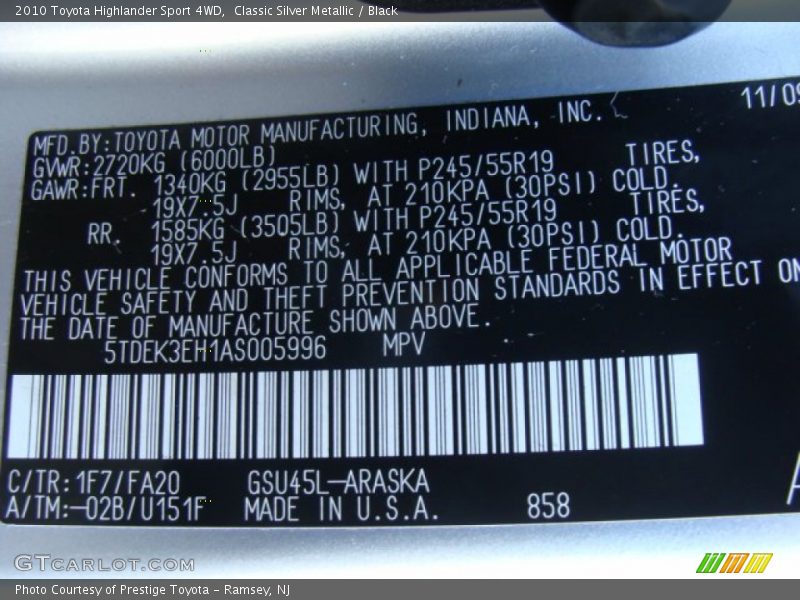 2010 Toyota Highlander Sport 4WD, Classic Silver Metallic / Black
11/09
MFD.BY:TOYOTA MOTOR MANUFACTURING, INDIANA, INC.
GVWR:2720KG (6000LB)
GAWR:FRT. 1340KG (2955LB) WITH P245/55R19 TIRES,
19X7.5J RIMS, AT 210KPA (30PSI) COLD.
RR. 1585KG (3505LB) WITH P245/55R19 TIRES,
19X7.5J RIMS, AT 210KPA (30PSI) COLD.
THIS VEHICLE CONFORMS TO ALL APPLICABLE FEDERAL MOTOR
VEHICLE SAFETY AND THEFT PREVENTION STANDARDS IN EFFECT ON
THE DATE OF MANUFACTURE SHOWN ABOVE.
5TDEK3EH1AS005996 MPV
C/TR:1F7/FA20 GSU45L-ARASKA
A/TM:-02B/U151F MADE IN U.S.A. 858
GTCARLOT.COM
Photo Courtesy of Prestige Toyota - Ramsey, NJ